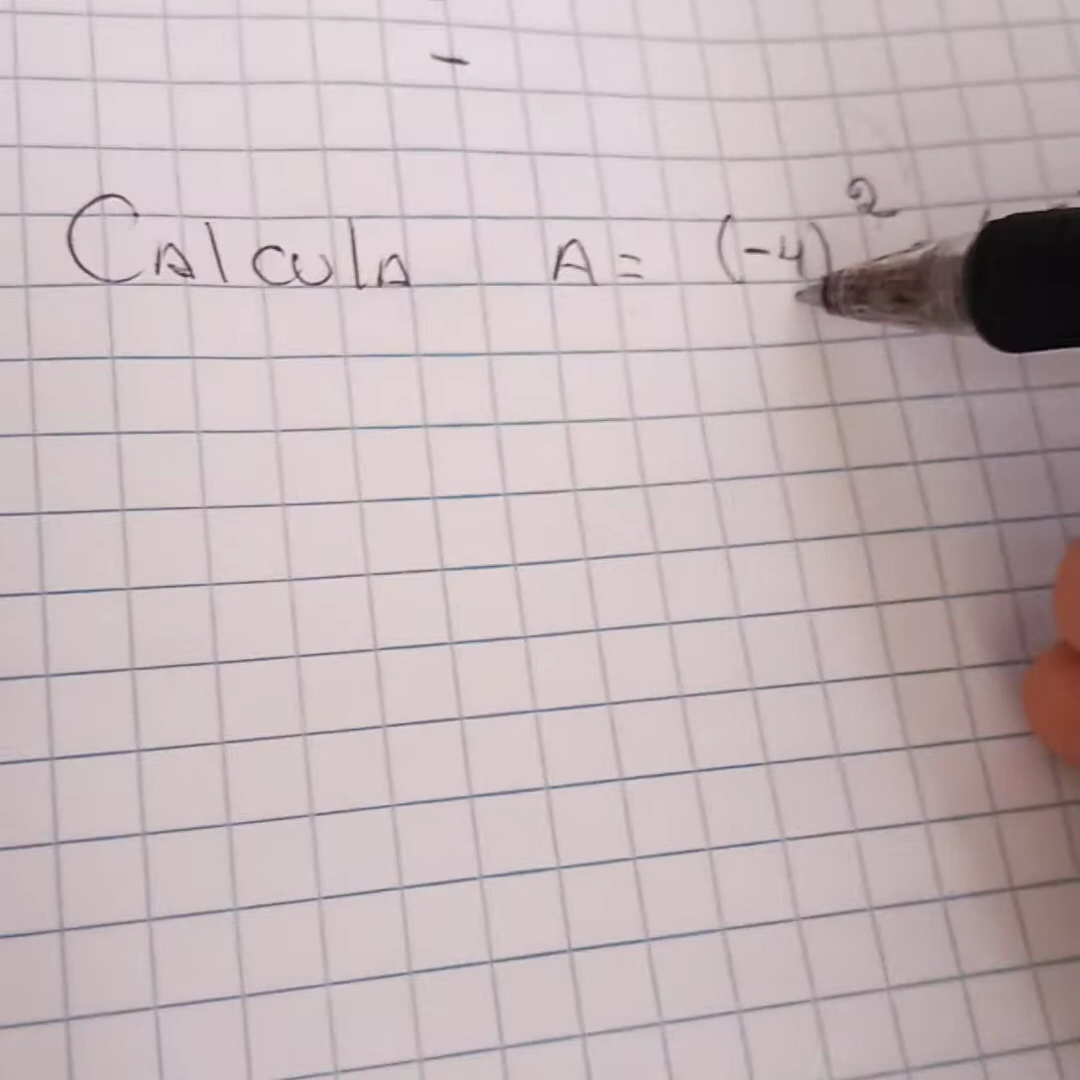 Calcula A = (-4)²